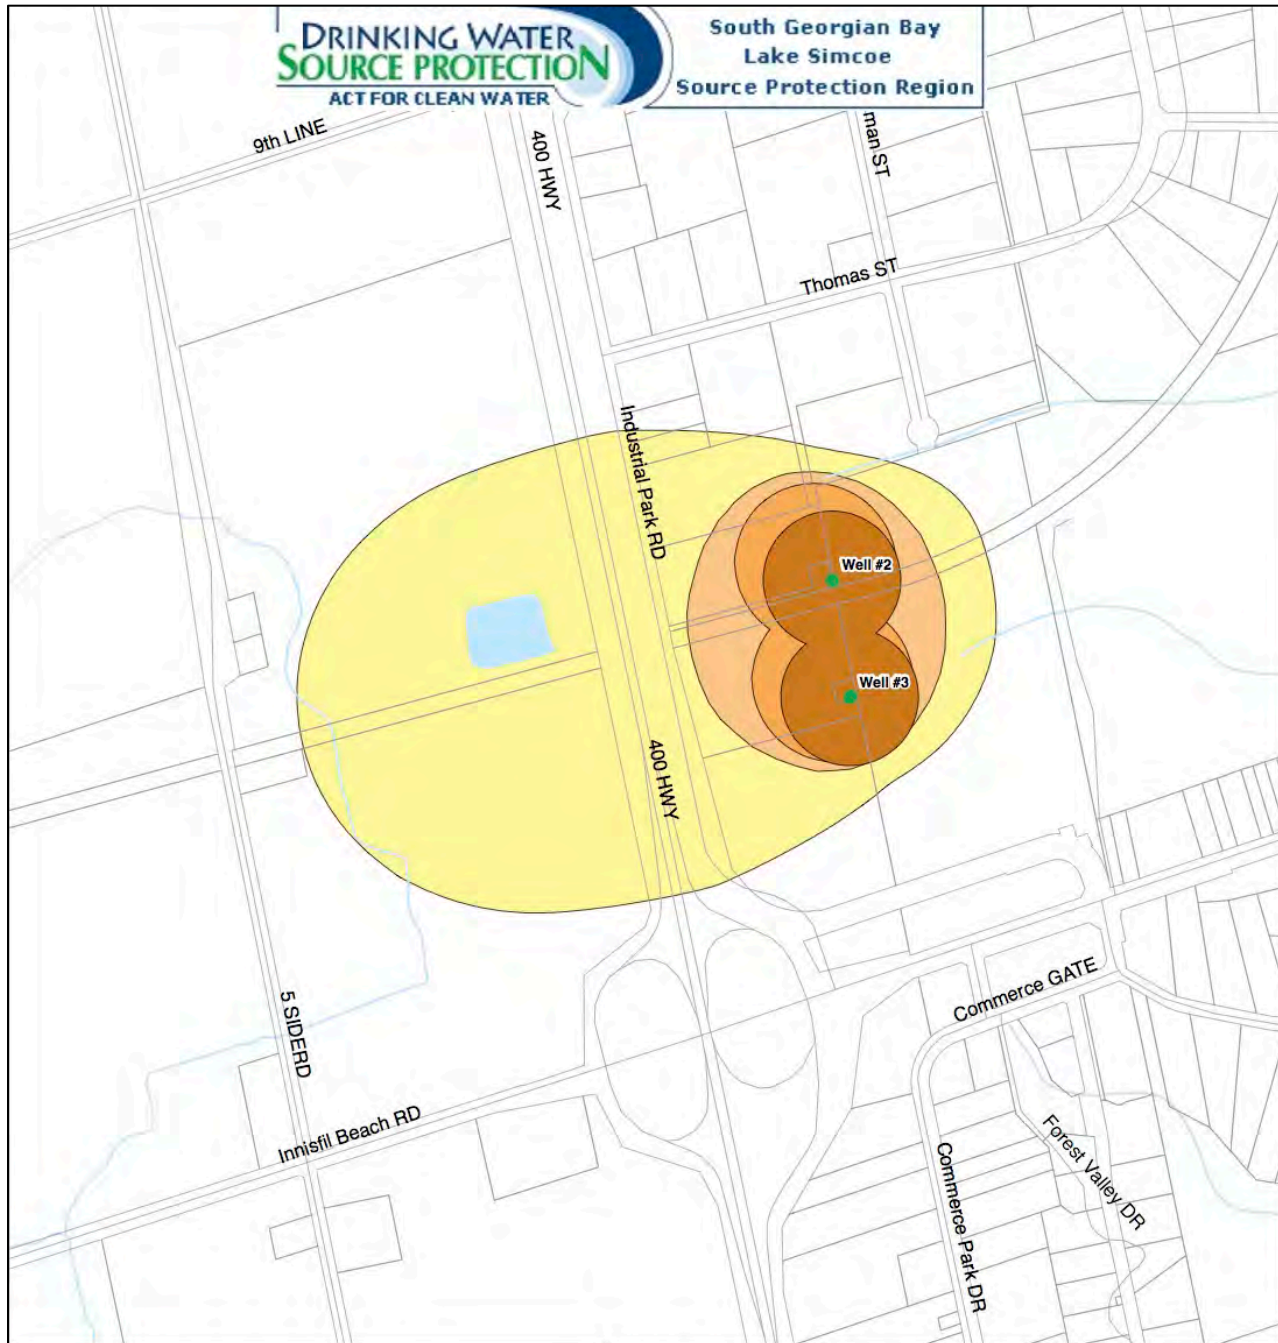 DRINKING WATER
SOURCE PROTECTION
ACT FOR CLEAN WATER
South Georgian Bay
Lake Simcoe
Source Protection Region
9th LINE
400 HWY
man ST
Thomas ST
Industrial Park RD
Well #2
Well #3
400 HWY
Commerce GATE
5 SIDERD
Innisfil Beach RD
Forest Valley DR
Commerce Park DR